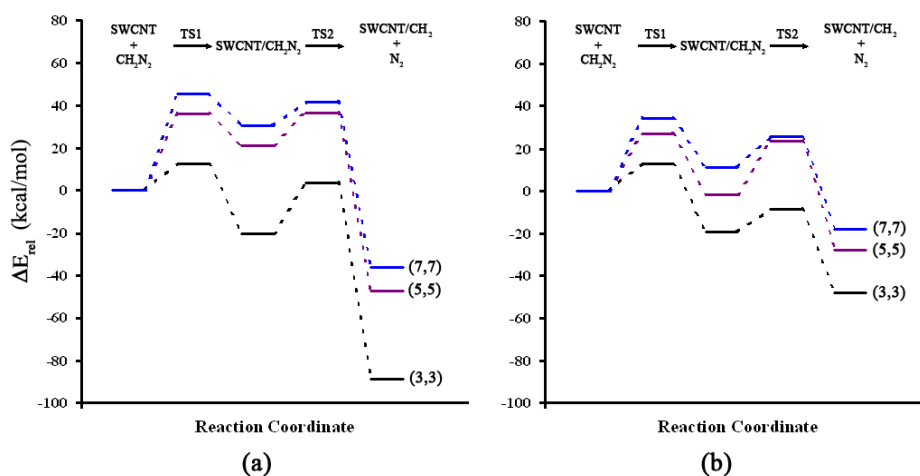 SWCNT
+
CH₂N₂
TS1
SWCNT/CH₂N₂
TS2
SWCNT/CH₂
+
N₂
80
60
40
20
0
-20
-40
-60
-80
-100
ΔE_rel (kcal/mol)
(7,7)
(5,5)
(3,3)
Reaction Coordinate
(a)
SWCNT
+
CH₂N₂
TS1
SWCNT/CH₂N₂
TS2
SWCNT/CH₂
+
N₂
80
60
40
20
0
-20
-40
-60
-80
-100
(7,7)
(5,5)
(3,3)
Reaction Coordinate
(b)